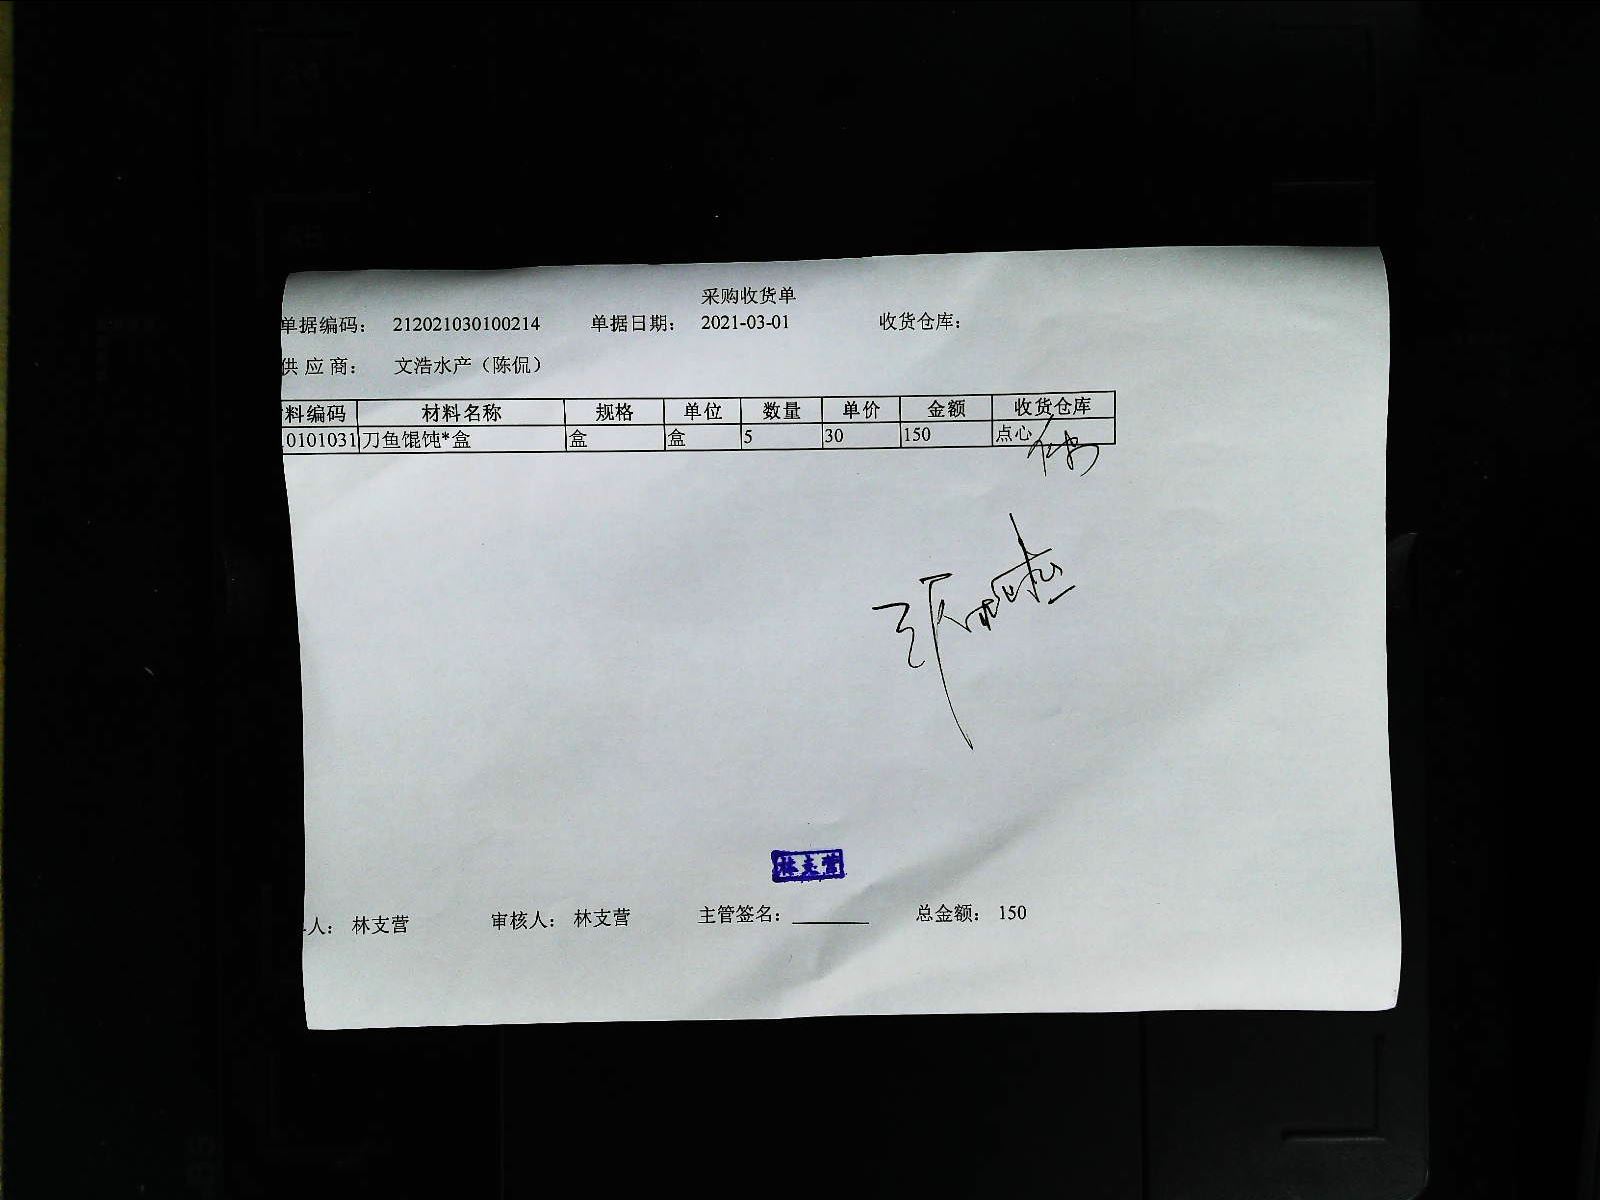 采购收货单
单据编码： 212021030100214 单据日期： 2021-03-01 收货仓库：
供 应 商： 文浩水产（陈侃）
料编码 材料名称 规格 单位 数量 单价 金额 收货仓库
0101031 刀鱼馄饨*盒 盒 盒 5 30 150 点心
林支营
人： 林支营 审核人： 林支营 主管签名： 总金额： 150